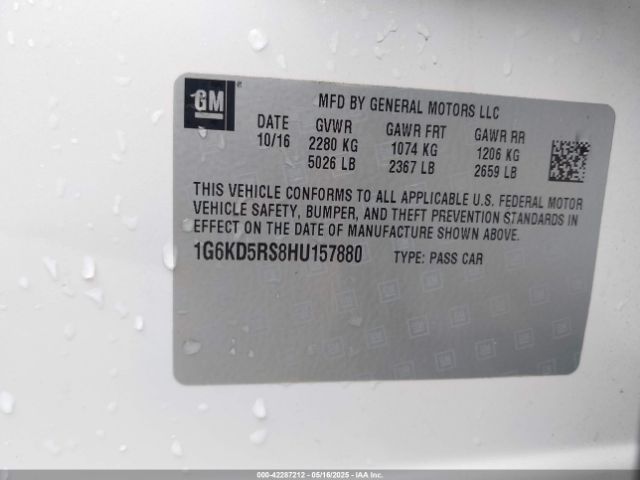 GM
MFD BY GENERAL MOTORS LLC
DATE GVWR GAWR FRT GAWR RR
10/16 2280 KG 1074 KG 1206 KG
5026 LB 2367 LB 2659 LB
THIS VEHICLE CONFORMS TO ALL APPLICABLE U.S. FEDERAL MOTOR
VEHICLE SAFETY, BUMPER, AND THEFT PREVENTION STANDARDS IN
EFFECT ON THE DATE OF MANUFACTURE SHOWN ABOVE.
1G6KD5RS8HU157880 TYPE: PASS CAR
000-42287212 - 05/16/2025 - IAA Inc.